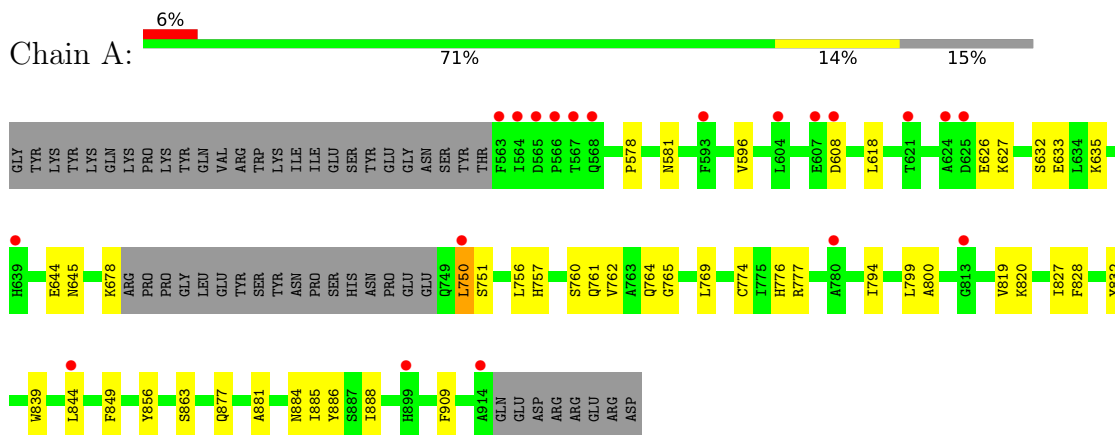 6%
Chain A:
71% 14% 15%
GLY TYR LYS TYR LYS GLN LYS PRO LYS TYR GLN VAL ARG TRP LYS ILE ILE GLU SER TYR GLU GLY ASN SER TYR THR F563 I564 D565 P566 T567 Q568 P578 N581 F593 V596 L604 E607 D608 L618 T621 A624 D625 E626 K627 S632 E633 L634 K635
H639 E644 N645 K678 ARG PRO PRO GLY LEU GLU TYR SER TYR ASN PRO SER HIS ASN PRO GLU GLU Q749 L750 S751 L756 H757 S760 Q761 V762 A763 Q764 G765 L769 C774 I775 H776 R777 A780 I794 L799 A800 G813 V819 K820 I827 F828
W839 L844 F849 Y856 S863 Q877 A881 N884 I885 Y886 S887 I888 H899 F909 A914 GLN GLU ASP ARG ARG GLU ARG ASP